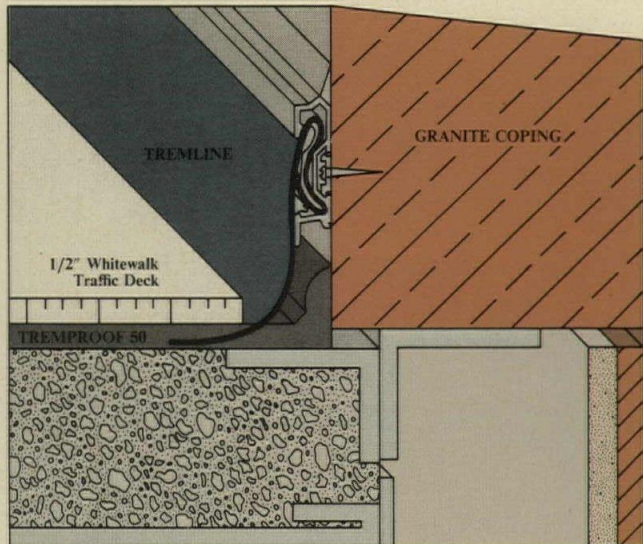 GRANITE COPING
TREMLINE
1/2" Whitewalk
Traffic Deck
TREMPROOF 50